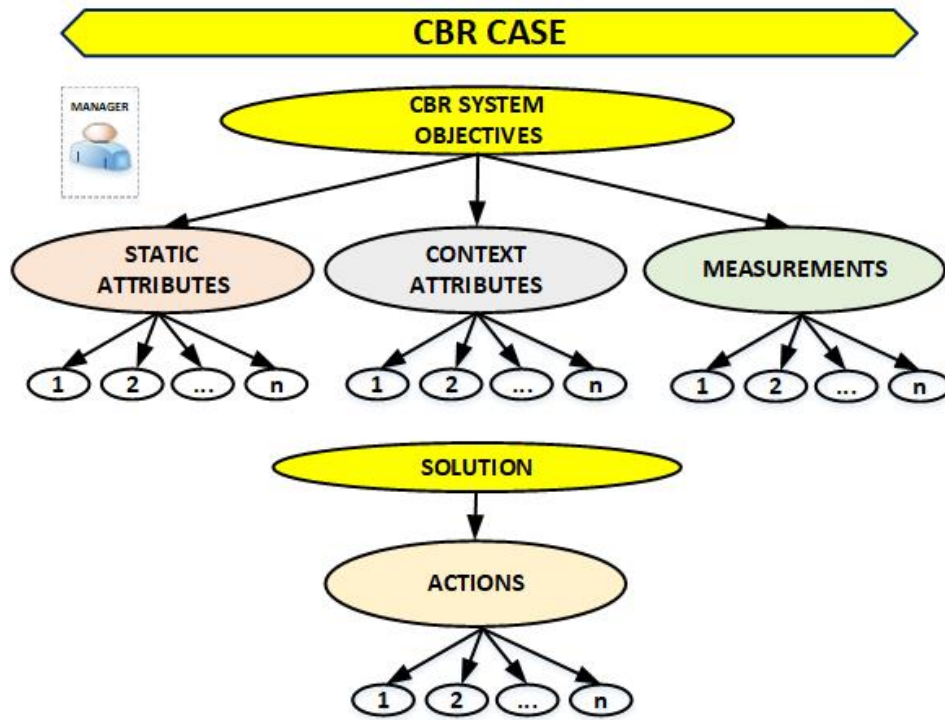 CBR CASE
MANAGER
CBR SYSTEM
OBJECTIVES
STATIC
ATTRIBUTES
CONTEXT
ATTRIBUTES
MEASUREMENTS
1 2 ... n
1 2 ... n
1 2 ... n
SOLUTION
ACTIONS
1 2 ... n